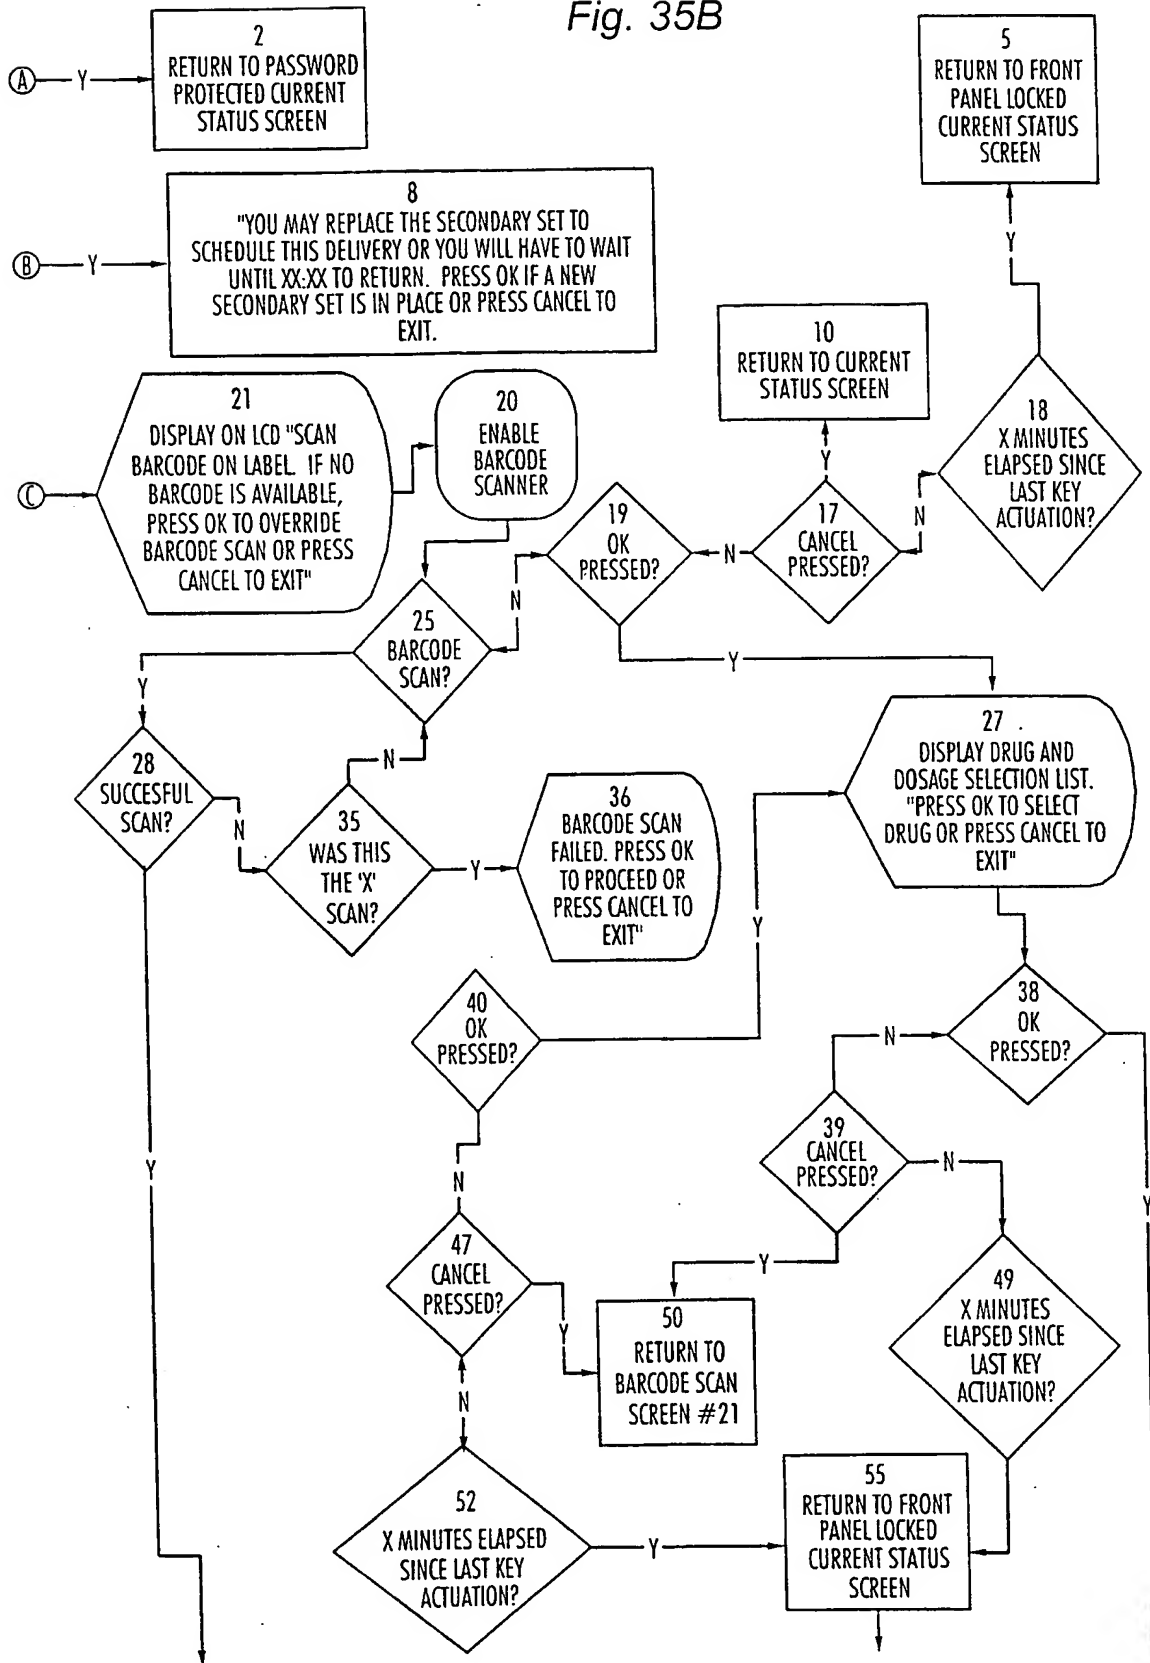 Fig. 35B
A
Y
2
RETURN TO PASSWORD
PROTECTED CURRENT
STATUS SCREEN
5
RETURN TO FRONT
PANEL LOCKED
CURRENT STATUS
SCREEN
Y
B
Y
8
"YOU MAY REPLACE THE SECONDARY SET TO
SCHEDULE THIS DELIVERY OR YOU WILL HAVE TO WAIT
UNTIL XX:XX TO RETURN. PRESS OK IF A NEW
SECONDARY SET IS IN PLACE OR PRESS CANCEL TO
EXIT.
10
RETURN TO CURRENT
STATUS SCREEN
Y
C
21
DISPLAY ON LCD "SCAN
BARCODE ON LABEL. IF NO
BARCODE IS AVAILABLE,
PRESS OK TO OVERRIDE
BARCODE SCAN OR PRESS
CANCEL TO EXIT"
20
ENABLE
BARCODE
SCANNER
18
X MINUTES
ELAPSED SINCE
LAST KEY
ACTUATION?
N
17
CANCEL
PRESSED?
N
19
OK
PRESSED?
N
Y
25
BARCODE
SCAN?
Y
28
SUCCESFUL
SCAN?
N
N
35
WAS THIS
THE 'X'
SCAN?
Y
36
BARCODE SCAN
FAILED. PRESS OK
TO PROCEED OR
PRESS CANCEL TO
EXIT"
27
DISPLAY DRUG AND
DOSAGE SELECTION LIST.
"PRESS OK TO SELECT
DRUG OR PRESS CANCEL TO
EXIT"
Y
40
OK
PRESSED?
38
OK
PRESSED?
N
39
CANCEL
PRESSED?
N
Y
Y
N
Y
47
CANCEL
PRESSED?
Y
50
RETURN TO
BARCODE SCAN
SCREEN #21
49
X MINUTES
ELAPSED SINCE
LAST KEY
ACTUATION?
N
52
X MINUTES ELAPSED
SINCE LAST KEY
ACTUATION?
Y
55
RETURN TO FRONT
PANEL LOCKED
CURRENT STATUS
SCREEN